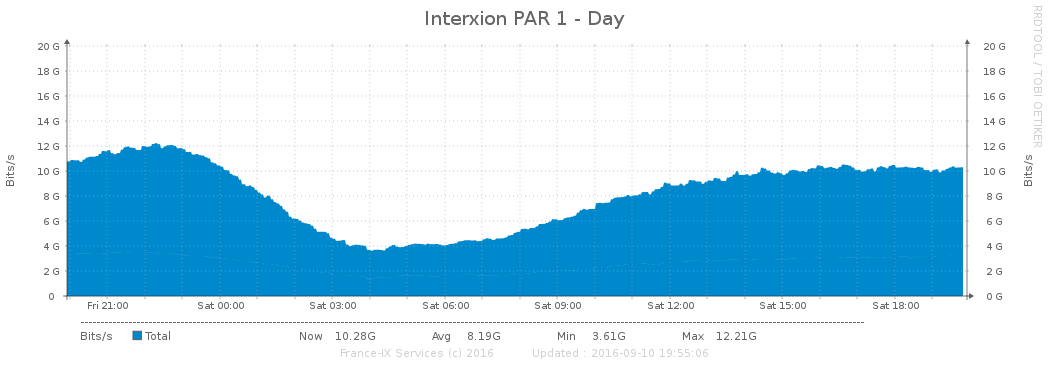 Interxion PAR 1 - Day
RRDTOOL / TOBI OETIKER
Bits/s
20 G 20 G
18 G 18 G
16 G 16 G
14 G 14 G
12 G 12 G
10 G 10 G
8 G 8 G
6 G 6 G
4 G 4 G
2 G 2 G
0 0 G
Bits/s
Fri 21:00 Sat 00:00 Sat 03:00 Sat 06:00 Sat 09:00 Sat 12:00 Sat 15:00 Sat 18:00
Bits/s Total Now 10.28G Avg 8.19G Min 3.61G Max 12.21G
France-IX Services (c) 2016 Updated : 2016-09-10 19:55:06